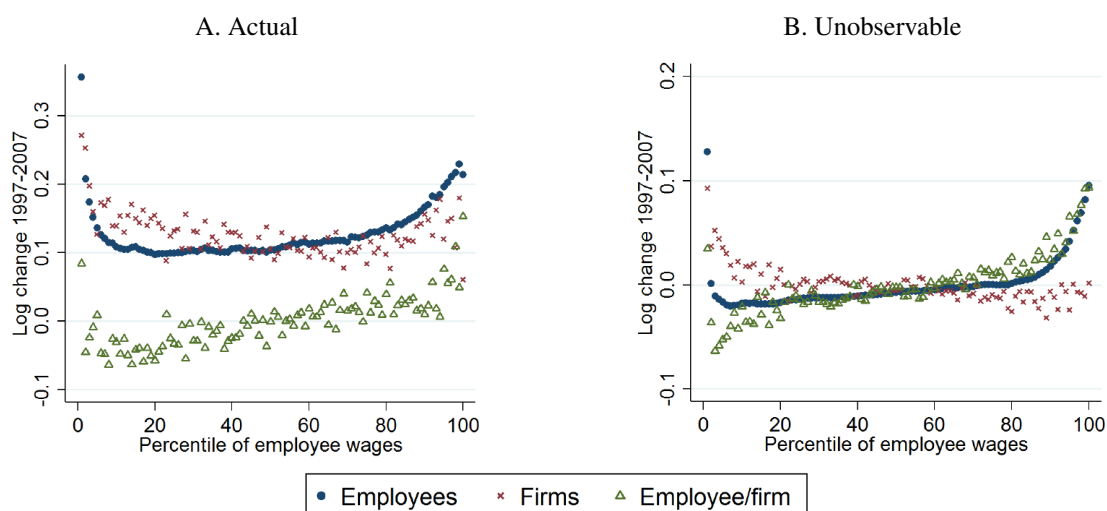 A. Actual
B. Unobservable
Log change 1997-2007
0.3
0.2
0.1
0.0
-0.1
0
20
40
60
80
100
Percentile of employee wages
Log change 1997-2007
0.2
0.1
0.0
-0.1
0
20
40
60
80
100
Percentile of employee wages
Employees
Firms
Employee/firm